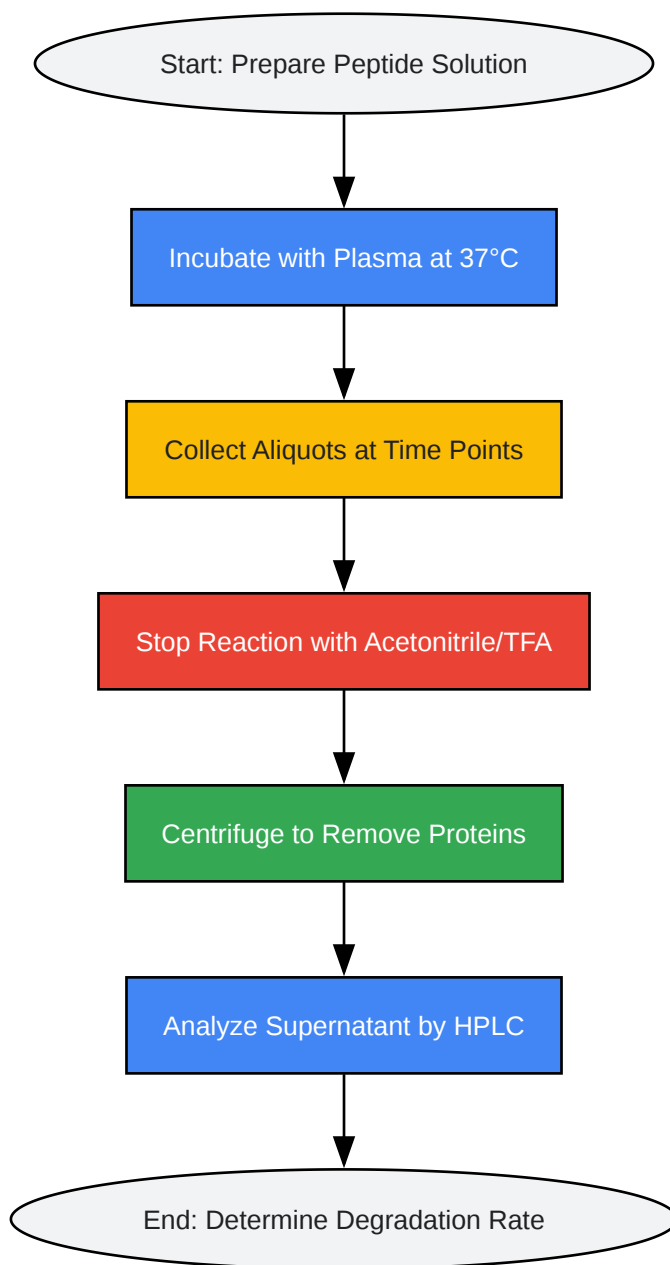 Start: Prepare Peptide Solution
Incubate with Plasma at 37°C
Collect Aliquots at Time Points
Stop Reaction with Acetonitrile/TFA
Centrifuge to Remove Proteins
Analyze Supernatant by HPLC
End: Determine Degradation Rate